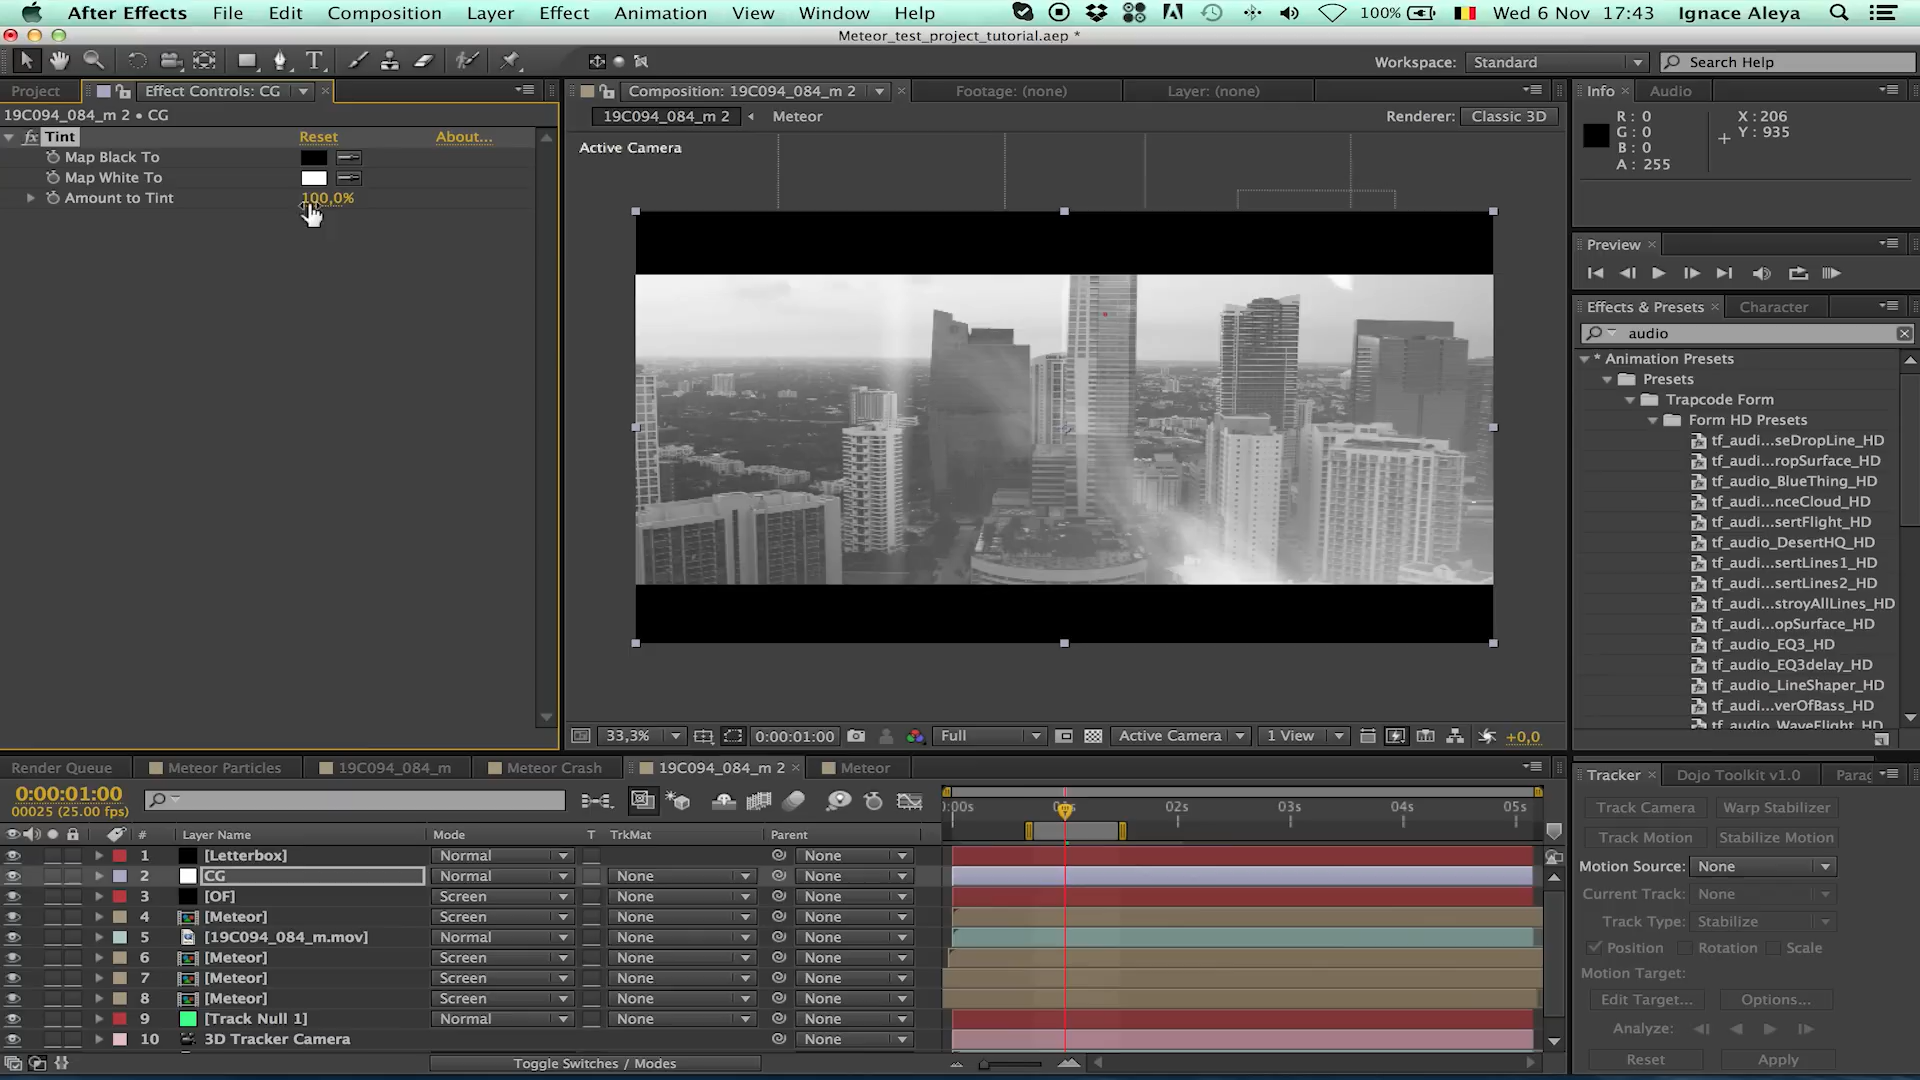 After Effects File Edit Composition Layer Effect Animation View Window Help 100% Wed 6 Nov 17:43 Ignace Aleya
Meteor_test_project_tutorial.aep *
Workspace: Standard Search Help
Project Effect Controls: CG
19C094_084_m 2 • CG
fx Tint Reset About...
Map Black To
Map White To
Amount to Tint 100,0%
Composition: 19C094_084_m 2 Footage: (none) Layer: (none)
19C094_084_m 2 Meteor Renderer: Classic 3D
Active Camera
33,3% 0:00:01:00 Full Active Camera 1 View +0,0
Info Audio
R: 0 X: 206
G: 0 Y: 935
B: 0
A: 255
Preview
Effects & Presets Character
audio
* Animation Presets
Presets
Trapcode Form
Form HD Presets
tf_audi...seDropLine_HD
tf_audi...ropSurface_HD
tf_audio_BlueThing_HD
tf_audi...nceCloud_HD
tf_audi...sertFlight_HD
tf_audio_DesertHQ_HD
tf_audi...sertLines1_HD
tf_audi...sertLines2_HD
tf_audi...stroyAllLines_HD
tf_audi...opSurface_HD
tf_audio_EQ3_HD
tf_audio_EQ3delay_HD
tf_audio_LineShaper_HD
tf_audi...verOfBass_HD
tf_audio_WaveFlight_HD
Render Queue Meteor Particles 19C094_084_m Meteor Crash 19C094_084_m 2 Meteor
0:00:01:00
00025 (25.00 fps)
# Layer Name Mode T TrkMat Parent
:00s 02s 03s 04s 05s
1 [Letterbox] Normal None
2 CG Normal None None
3 [OF] Screen None None
4 [Meteor] Screen None None
5 [19C094_084_m.mov] Normal None None
6 [Meteor] Screen None None
7 [Meteor] Screen None None
8 [Meteor] Screen None None
9 [Track Null 1] Normal None None
10 3D Tracker Camera None
Toggle Switches / Modes
Tracker Dojo Toolkit v1.0 Parag
Track Camera Warp Stabilizer
Track Motion Stabilize Motion
Motion Source: None
Current Track: None
Track Type: Stabilize
Position Rotation Scale
Motion Target:
Edit Target... Options...
Analyze:
Reset Apply